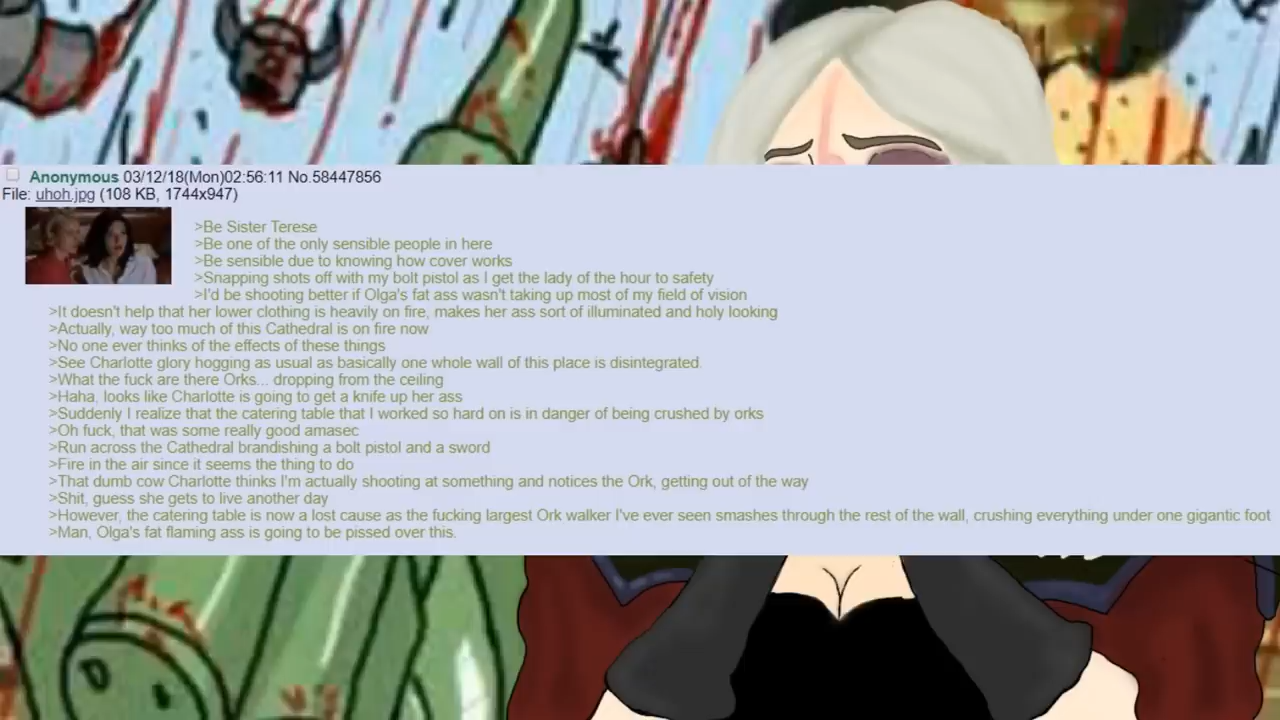 Anonymous 03/12/18(Mon)02:56:11 No.58447856
File: uhoh.jpg (108 KB, 1744x947)
>Be Sister Terese
>Be one of the only sensible people in here
>Be sensible due to knowing how cover works
>Snapping shots off with my bolt pistol as I get the lady of the hour to safety
>I'd be shooting better if Olga's fat ass wasn't taking up most of my field of vision
>It doesn't help that her lower clothing is heavily on fire, makes her ass sort of illuminated and holy looking
>Actually, way too much of this Cathedral is on fire now
>No one ever thinks of the effects of these things
>See Charlotte glory hogging as usual as basically one whole wall of this place is disintegrated.
>What the fuck are there Orks... dropping from the ceiling
>Haha, looks like Charlotte is going to get a knife up her ass
>Suddenly I realize that the catering table that I worked so hard on is in danger of being crushed by orks
>Oh fuck, that was some really good amasec
>Run across the Cathedral brandishing a bolt pistol and a sword
>Fire in the air since it seems the thing to do
>That dumb cow Charlotte thinks I'm actually shooting at something and notices the Ork, getting out of the way
>Shit, guess she gets to live another day
>However, the catering table is now a lost cause as the fucking largest Ork walker I've ever seen smashes through the rest of the wall, crushing everything under one gigantic foot
>Man, Olga's fat flaming ass is going to be pissed over this.